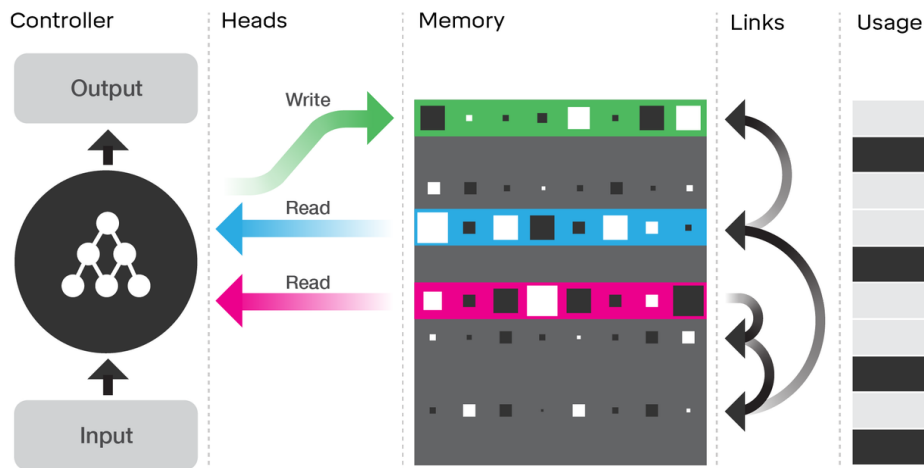 Controller
Heads
Memory
Links
Usage
Output
Write
Read
Read
Input